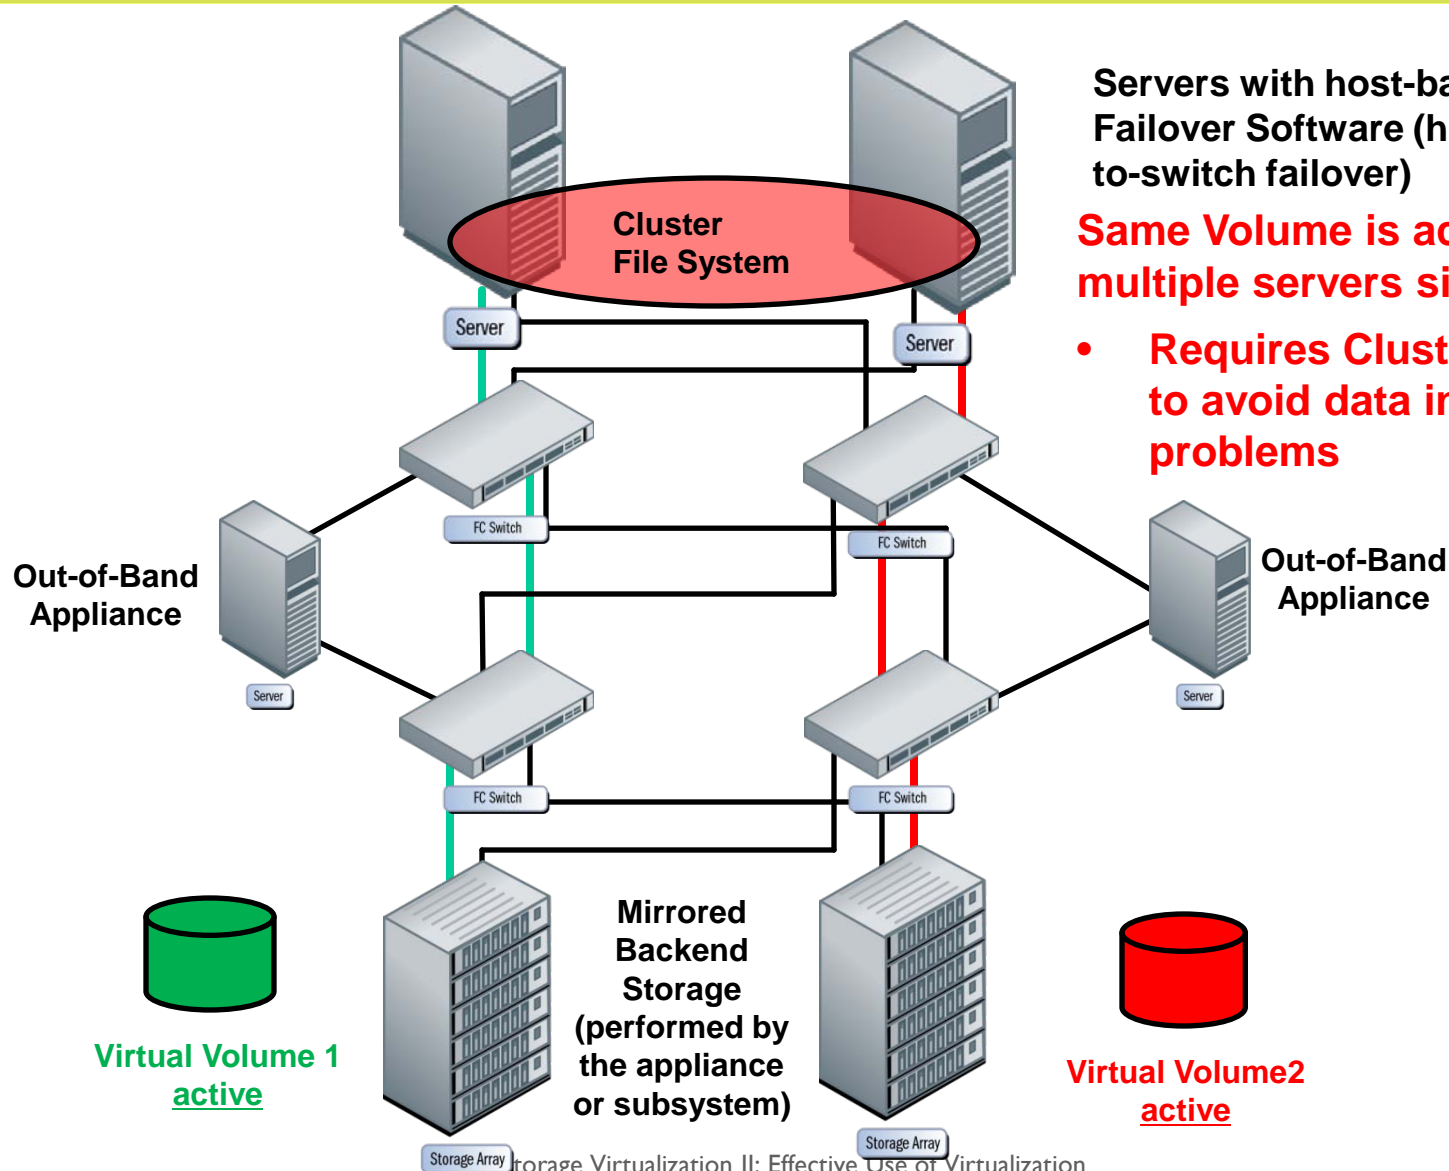 Servers with host-ba
Failover Software (h
to-switch failover)
Same Volume is ac
multiple servers si
• Requires Clust
to avoid data in
problems
Cluster
File System
Server
Server
FC Switch
FC Switch
Out-of-Band
Appliance
Out-of-Band
Appliance
Server
Server
FC Switch
FC Switch
Mirrored
Backend
Storage
(performed by
the appliance
or subsystem)
Virtual Volume 1
active
Virtual Volume2
active
Storage Array
Storage Array
torage Virtualization II: Effective Use of Virtualization